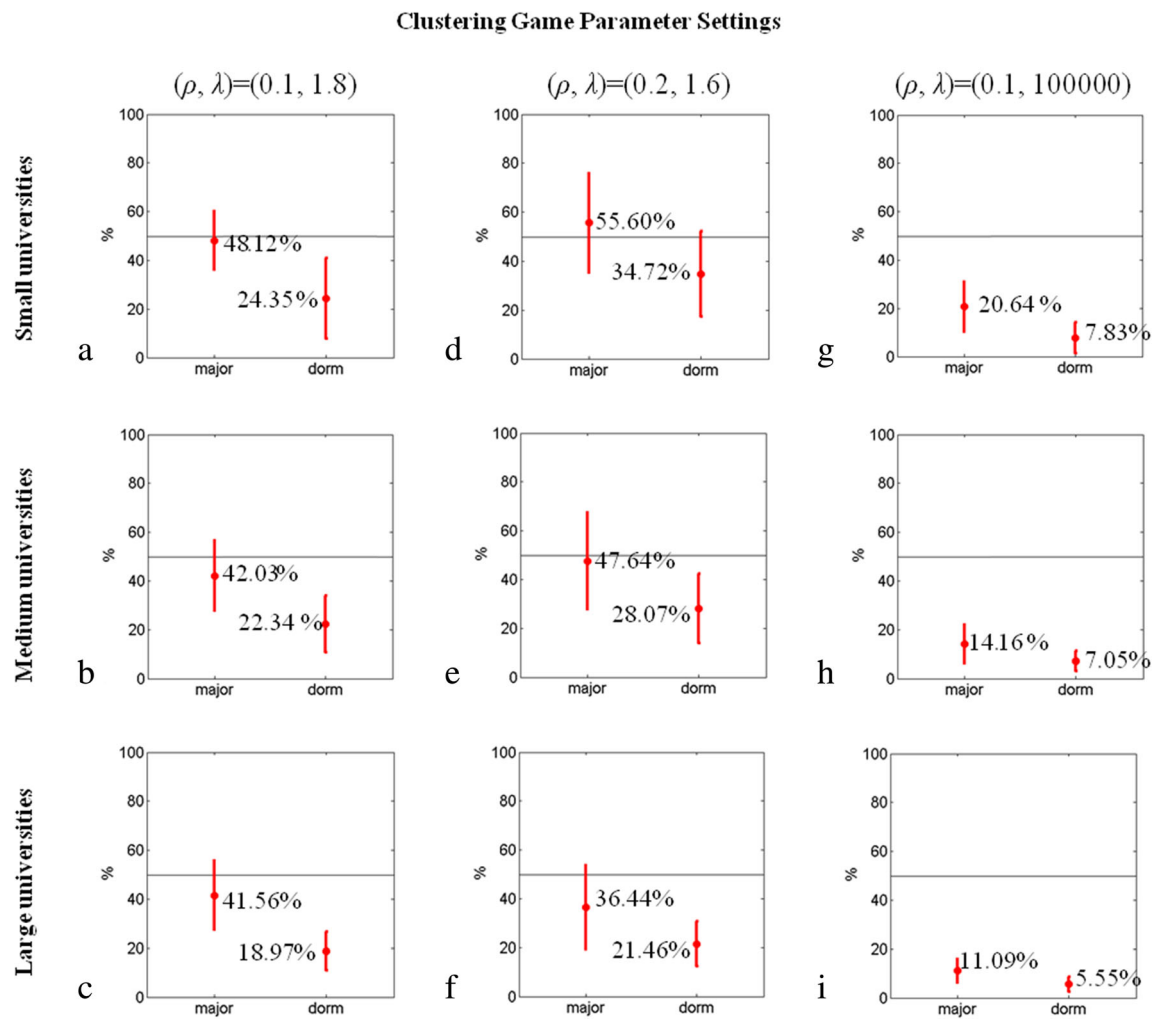 Clustering Game Parameter Settings
(ρ, λ)=(0.1, 1.8)
(ρ, λ)=(0.2, 1.6)
(ρ, λ)=(0.1, 100000)
Small universities
100
80
60
40
20
0
%
48.12%
24.35%
major
dorm
a
100
80
60
40
20
0
%
55.60%
34.72%
major
dorm
d
100
80
60
40
20
0
%
20.64 %
7.83%
major
dorm
g
Medium universities
100
80
60
40
20
0
%
42.03%
22.34 %
major
dorm
b
100
80
60
40
20
0
%
47.64%
28.07%
major
dorm
e
100
80
60
40
20
0
%
14.16%
7.05%
major
dorm
h
Large universities
100
80
60
40
20
0
%
41.56%
18.97%
major
dorm
c
100
80
60
40
20
0
%
36.44%
21.46%
major
dorm
f
100
80
60
40
20
0
%
11.09%
5.55%
major
dorm
i